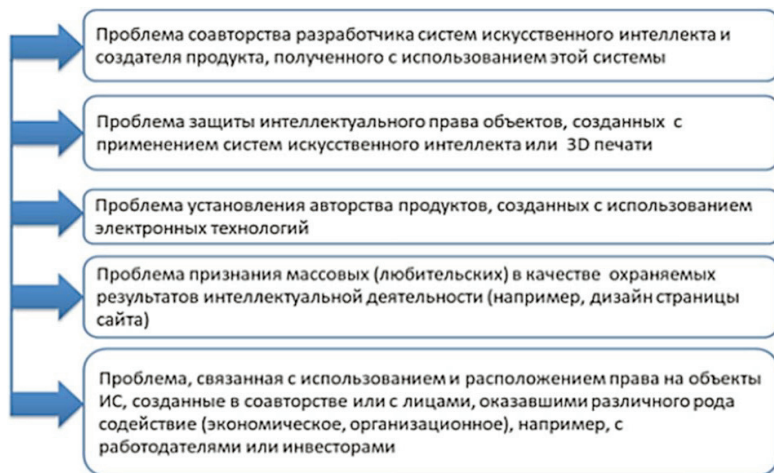 Проблема соавторства разработчика систем искусственного интеллекта и
создателя продукта, полученного с использованием этой системы
Проблема защиты интеллектуального права объектов, созданных с
применением систем искусственного интеллекта или 3D печати
Проблема установления авторства продуктов, созданных с использованием
электронных технологий
Проблема признания массовых (любительских) в качестве охраняемых
результатов интеллектуальной деятельности (например, дизайн страницы
сайта)
Проблема, связанная с использованием и расположением права на объекты
ИС, созданные в соавторстве или с лицами, оказавшими различного рода
содействие (экономическое, организационное), например, с
работодателями или инвесторами